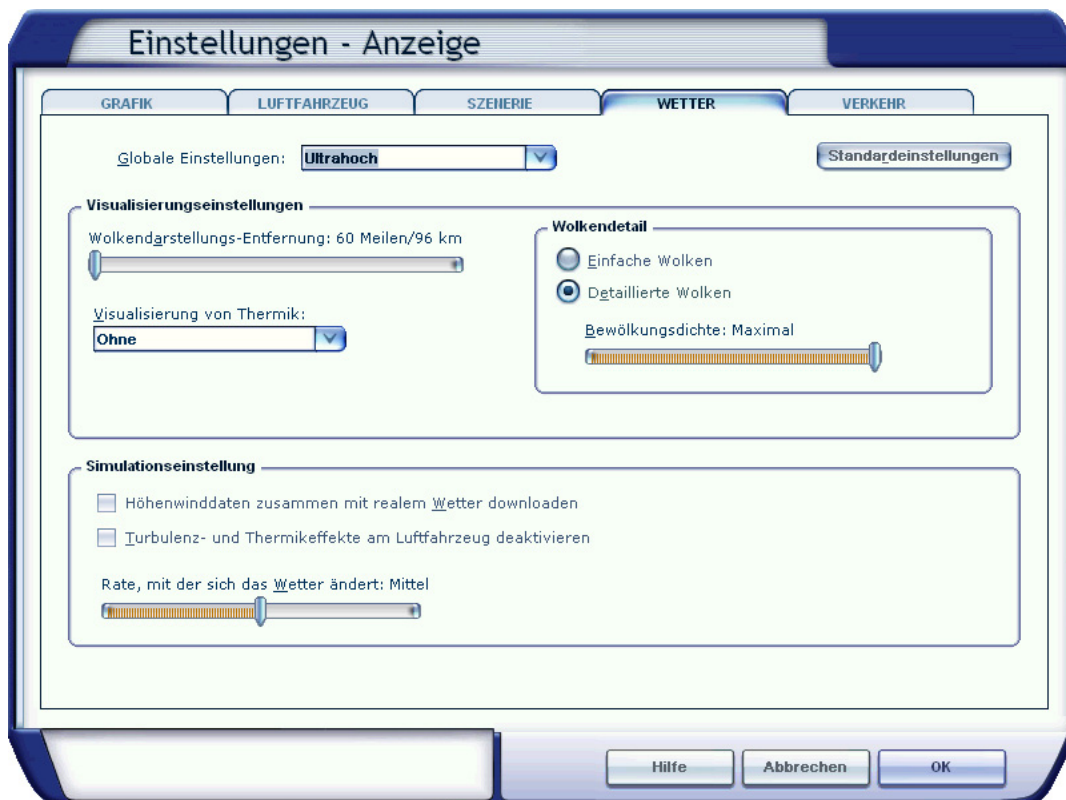 Einstellungen - Anzeige
GRAFIK LUFTFAHRZEUG SZENERIE WETTER VERKEHR
Globale Einstellungen: Ultrahoch Standardeinstellungen
Visualisierungseinstellungen
Wolkendarstellungs-Entfernung: 60 Meilen/96 km
Visualisierung von Thermik:
Ohne
Wolkendetail
Einfache Wolken
Detaillierte Wolken
Bewölkungsdichte: Maximal
Simulationseinstellung
Höhenwinddaten zusammen mit realem Wetter downloaden
Turbulenz- und Thermikeffekte am Luftfahrzeug deaktivieren
Rate, mit der sich das Wetter ändert: Mittel
Hilfe Abbrechen OK